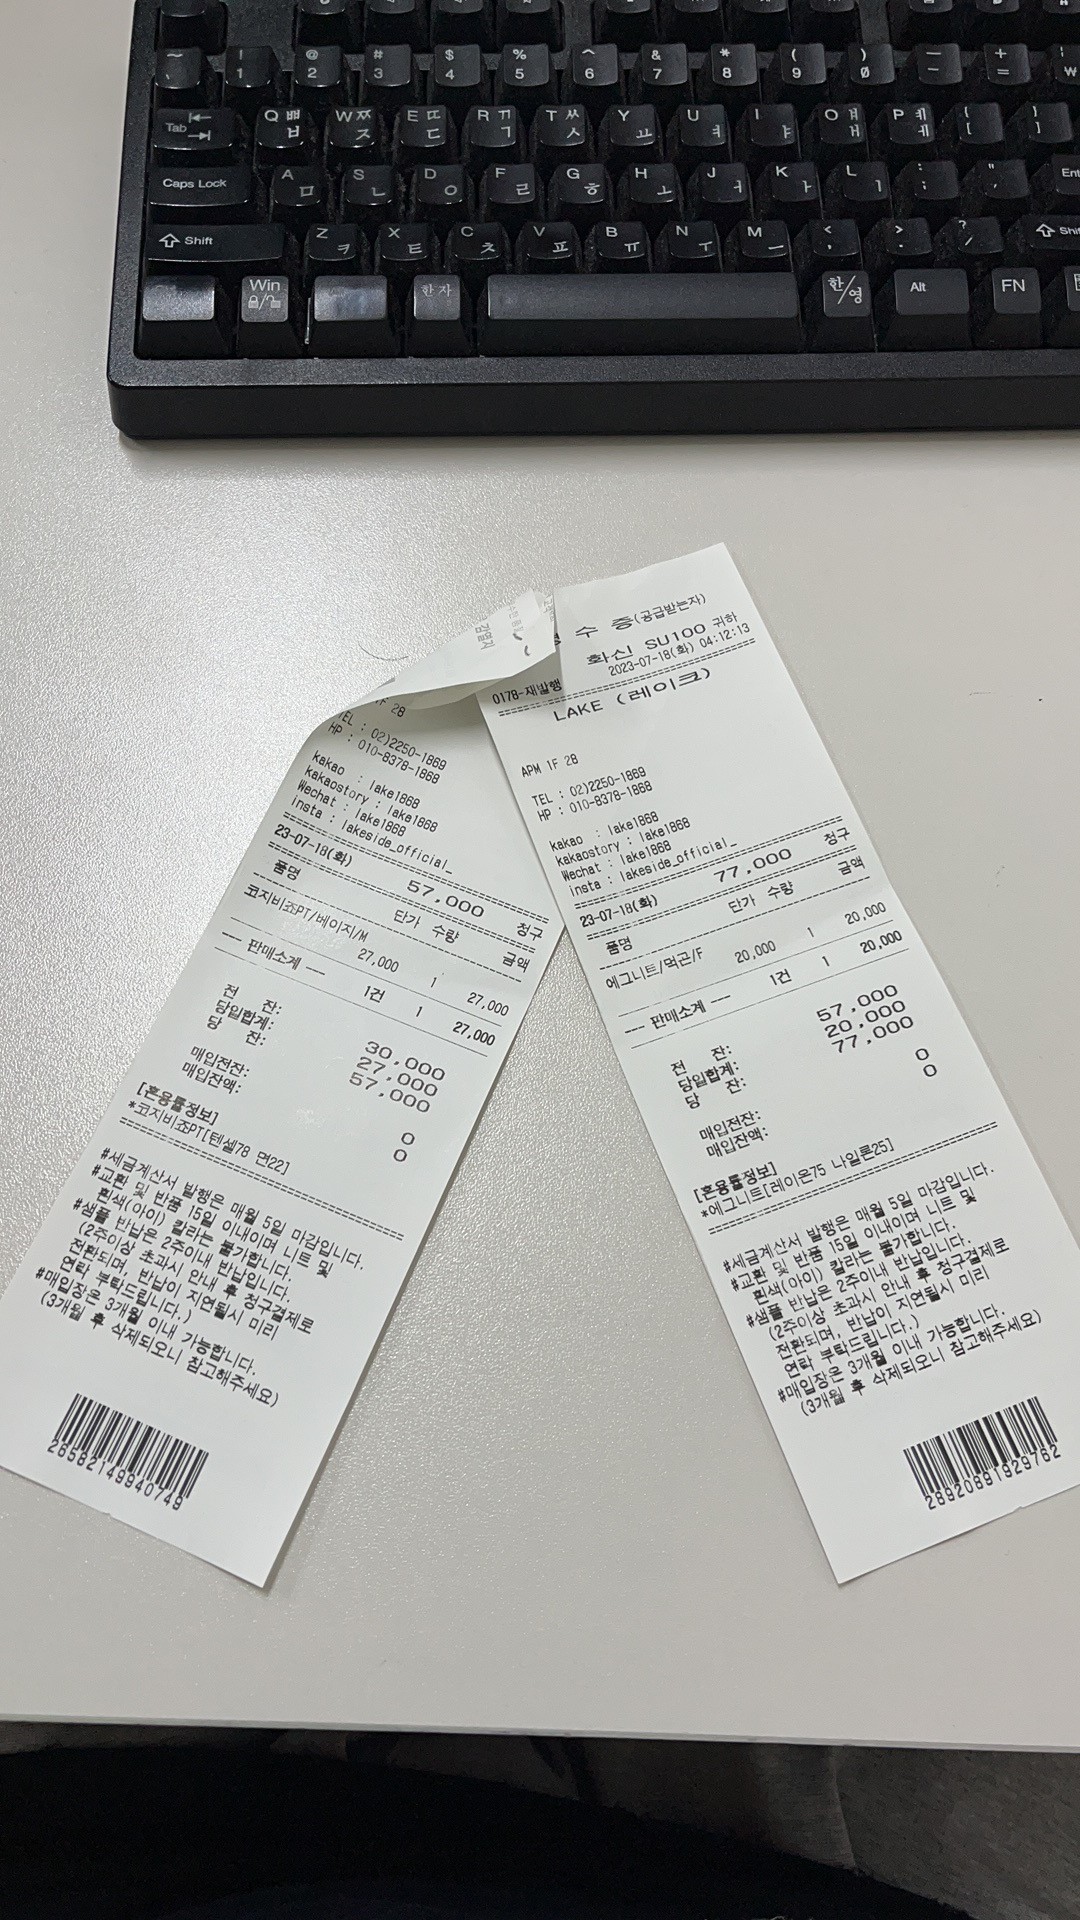 ~ ! @ # $ % ^ & * ( ) — +
` 1 2 3 4 5 6 7 8 9 0 - = ₩
Tab Q ㅃ ㅂ W ㅉ ㅈ E ㄸ ㄷ R ㄲ ㄱ T ㅆ ㅅ Y ㅛ U ㅕ I ㅑ O ㅒ ㅐ P ㅖ ㅔ [ ]
Caps Lock A ㅁ S ㄴ D ㅇ F ㄹ G ㅎ H ㅗ J ㅓ K ㅏ L ㅣ : ; " '
Shift Z ㅋ X ㅌ C ㅊ V ㅍ B ㅠ N ㅜ M ㅡ < , > . ? /
Win 한자 한/영 Alt FN
감열지
1F 2B
TEL : 02)2250-1869
HP : 010-8378-1868
kakao : lake1868
kakaostory : lake1868
Wechat : lake1868
insta : lakeside_official_
23-07-18(화) 57,000 청구
품명 단가 수량 금액
코지비죠PT/베이지/M
27,000 1 27,000
── 판매소계 ── 1건 1 27,000
전 잔: 30,000
당일합계: 27,000
당 잔: 57,000
매입전잔: 0
매입잔액: 0
[혼용률정보]
*코지비죠PT[텐셀78 면22]
#세금계산서 발행은 매월 5일 마감입니다.
#교환 및 반품 15일 이내이며 니트 및
흰색(아이) 칼라는 불가합니다.
#샘플 반납은 2주이내 반납입니다.
(2주이상 초과시 안내 후 청구결제로
전환되며, 반납이 지연될시 미리
연락 부탁드립니다.)
#매입장은 3개월 이내 가능합니다.
(3개월 후 삭제되오니 참고해주세요)
28582149940749
수 증(공급받는자)
화신 SU100 귀하
2023-07-18(화) 04:12:13
0178-재발행
LAKE (레이크)
APM 1F 2B
TEL : 02)2250-1869
HP : 010-8378-1868
kakao : lake1868
kakaostory : lake1868
Wechat : lake1868
insta : lakeside_official_
23-07-18(화) 77,000 청구
품명 단가 수량 금액
에그니트/먹곤/F 20,000 1 20,000
── 판매소계 ── 1건 1 20,000
전 잔: 57,000
당일합계: 20,000
당 잔: 77,000
매입전잔: 0
매입잔액: 0
[혼용률정보]
*에그니트[레이온75 나일론25]
#세금계산서 발행은 매월 5일 마감입니다.
#교환 및 반품 15일 이내이며 니트 및
흰색(아이) 칼라는 불가합니다.
#샘플 반납은 2주이내 반납입니다.
(2주이상 초과시 안내 후 청구결제로
전환되며, 반납이 지연될시 미리
연락 부탁드립니다.)
#매입장은 3개월 이내 가능합니다.
(3개월 후 삭제되오니 참고해주세요)
28920891929762